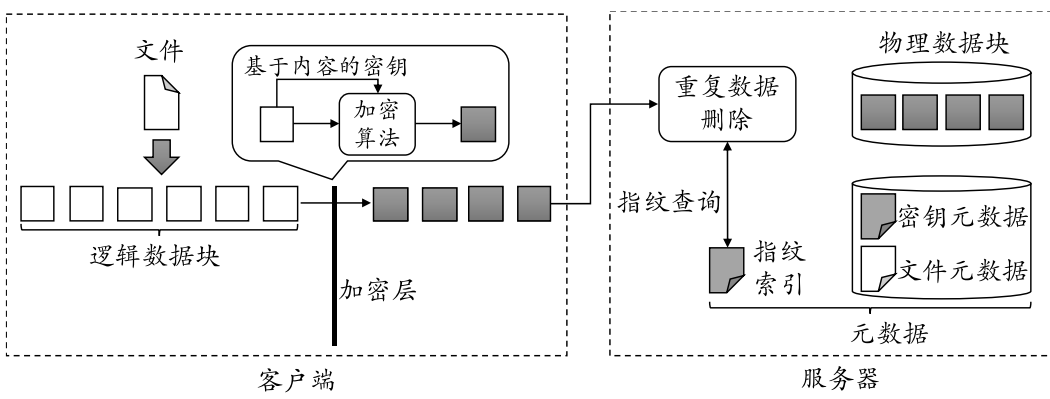 文件
基于内容的密钥
加密
算法
逻辑数据块
加密层
客户端
重复数据
删除
指纹查询
指纹
索引
物理数据块
密钥元数据
文件元数据
元数据
服务器